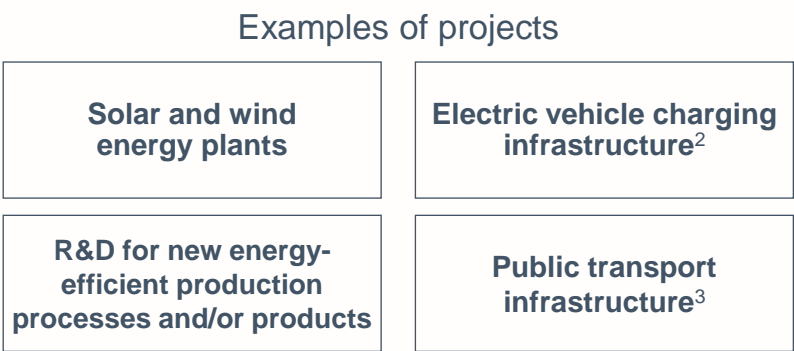 Examples of projects
Solar and wind
energy plants
Electric vehicle charging
infrastructure²
R&D for new energy-
efficient production
processes and/or products
Public transport
infrastructure³